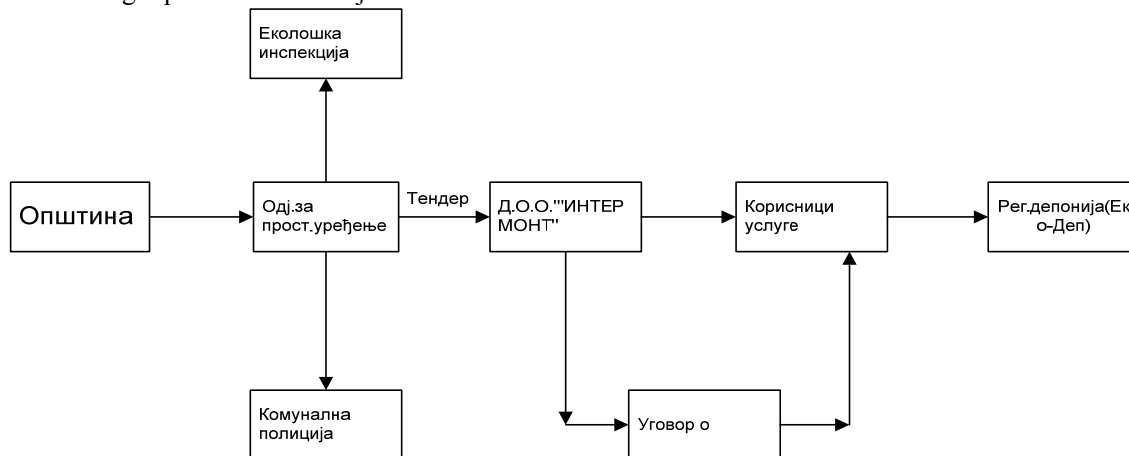 Еколошка
инспекција
Општина
Одј.за
прост.уређење
Тендер
Д.О.О."'ИНТЕР
МОНТ"
Корисници
услуге
Рег.депонија(Ек
о-Деп)
Комунална
полиција
Уговор о